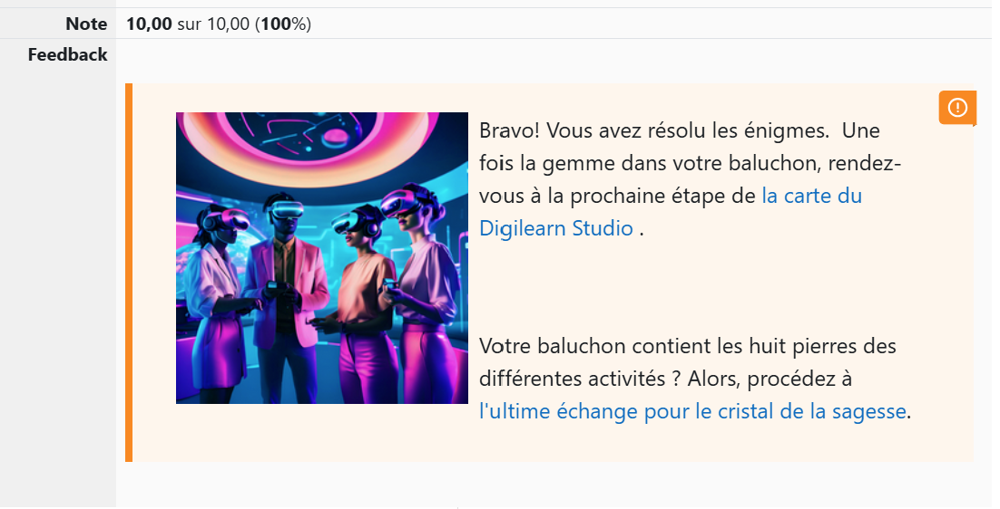 Note 10,00 sur 10,00 (100%)
Feedback
Bravo! Vous avez résolu les énigmes.  Une
fois la gemme dans votre baluchon, rendez-
vous à la prochaine étape de la carte du
Digilearn Studio .
Votre baluchon contient les huit pierres des
différentes activités ? Alors, procédez à
l'ultime échange pour le cristal de la sagesse.